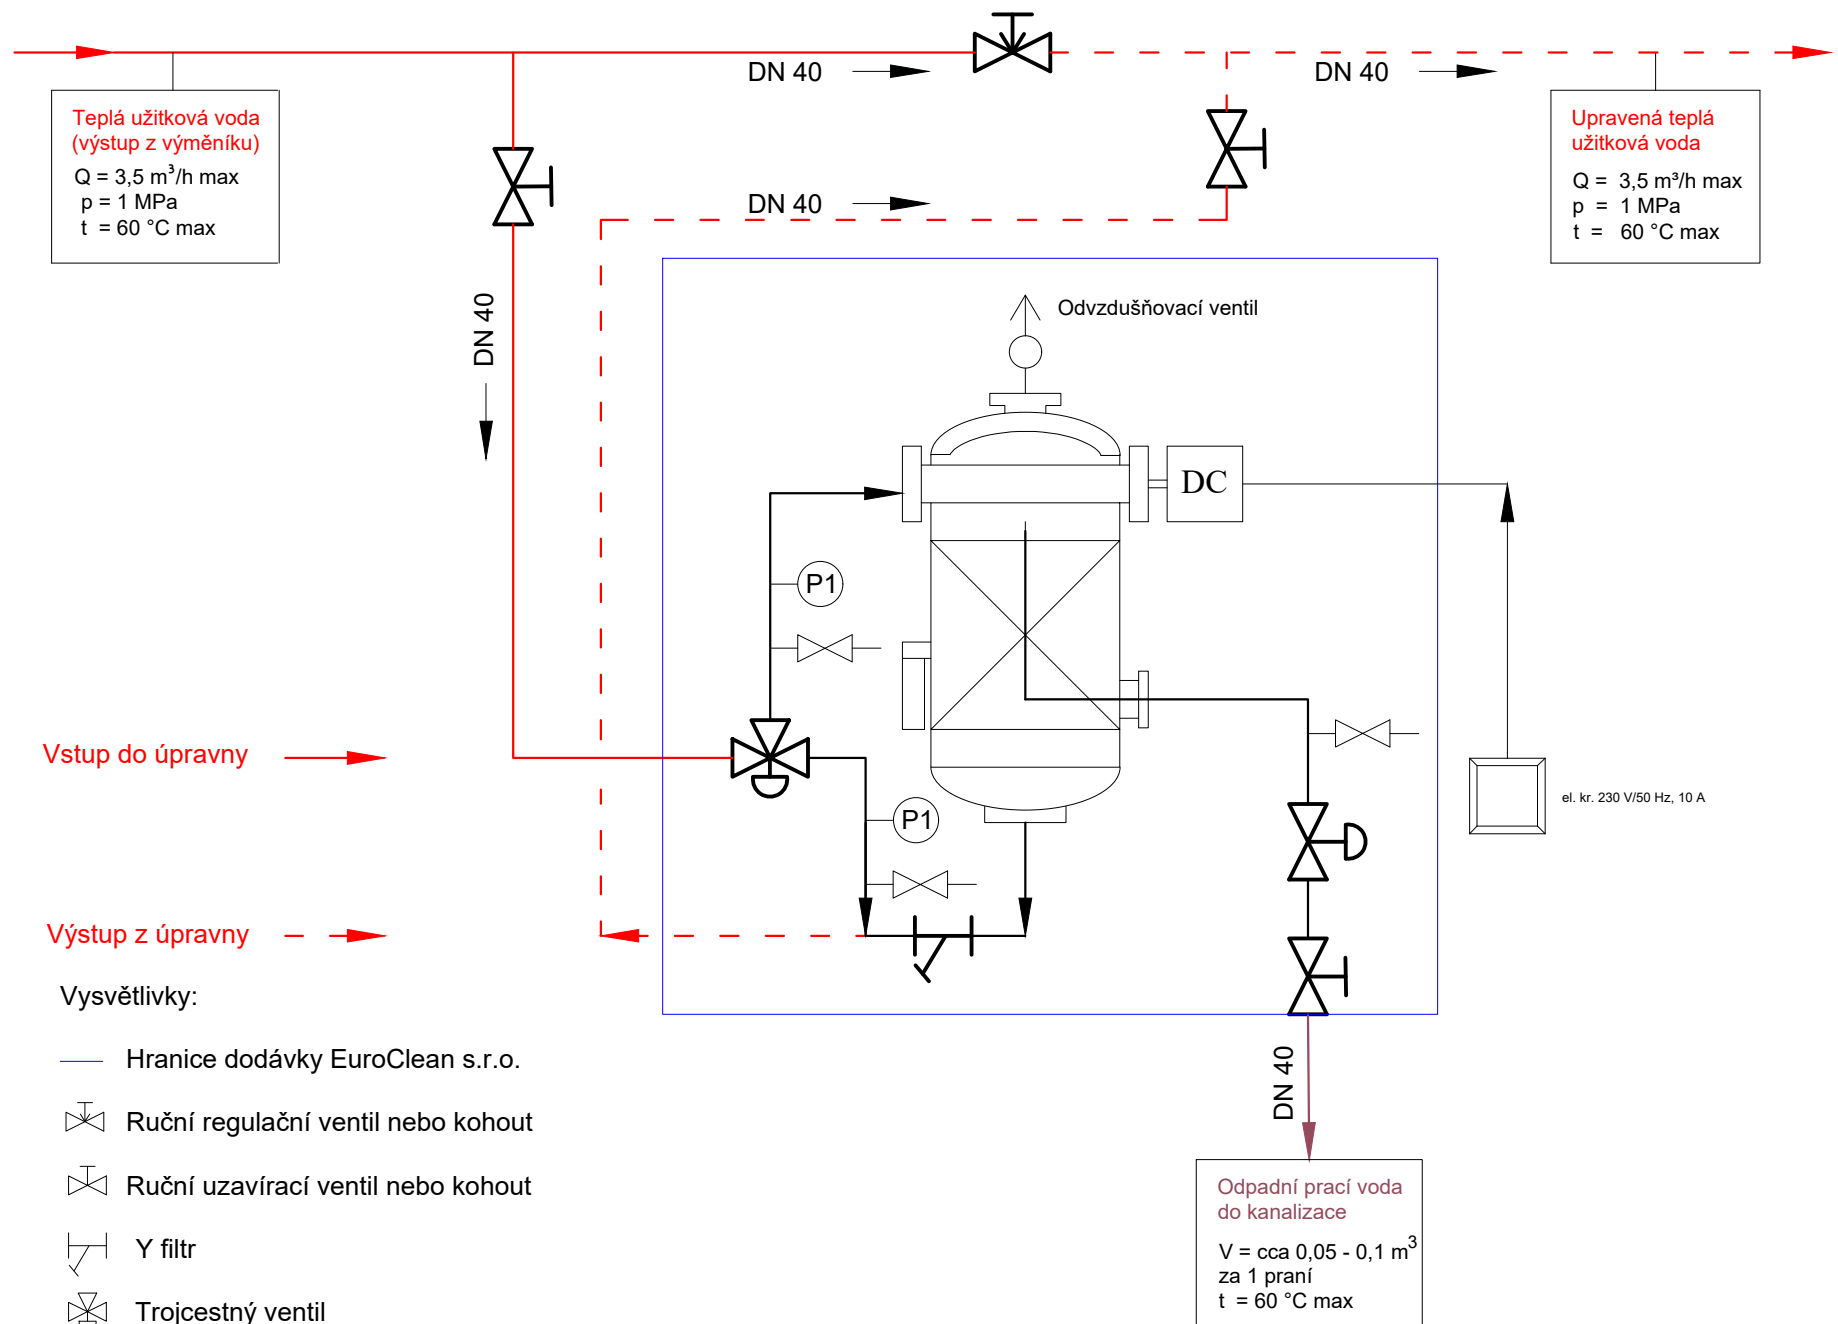 DN 40
DN 40
Teplá užitková voda
(výstup z výměníku)
Q = 3,5 m³/h max
p = 1 MPa
t = 60 °C max
Upravená teplá
užitková voda
Q = 3,5 m³/h max
p = 1 MPa
t = 60 °C max
DN 40
DN 40
Odvzdušňovací ventil
DC
P1
Vstup do úpravny
P1
el. kr. 230 V/50 Hz, 10 A
Výstup z úpravny
Vysvětlivky:
Hranice dodávky EuroClean s.r.o.
Ruční regulační ventil nebo kohout
Ruční uzavírací ventil nebo kohout
Y filtr
Trojcestný ventil
DN 40
Odpadní prací voda
do kanalizace
V = cca 0,05 - 0,1 m³
za 1 praní
t = 60 °C max